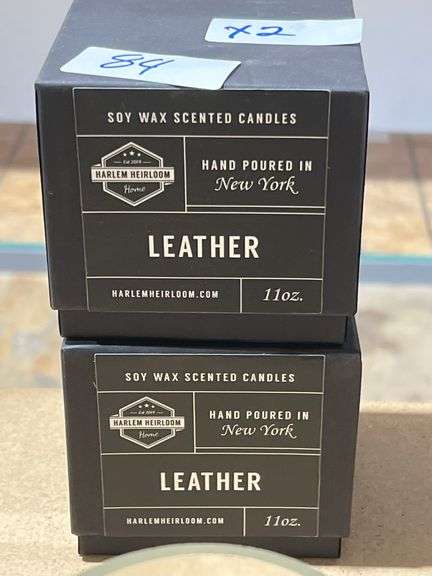 X2
84
SOY WAX SCENTED CANDLES
Est 2019
HARLEM HEIRLOOM
Home
HAND POURED IN
New York
LEATHER
HARLEMHEIRLOOM.COM
11oz.
SOY WAX SCENTED CANDLES
Est 2019
HARLEM HEIRLOOM
Home
HAND POURED IN
New York
LEATHER
HARLEMHEIRLOOM.COM
11oz.